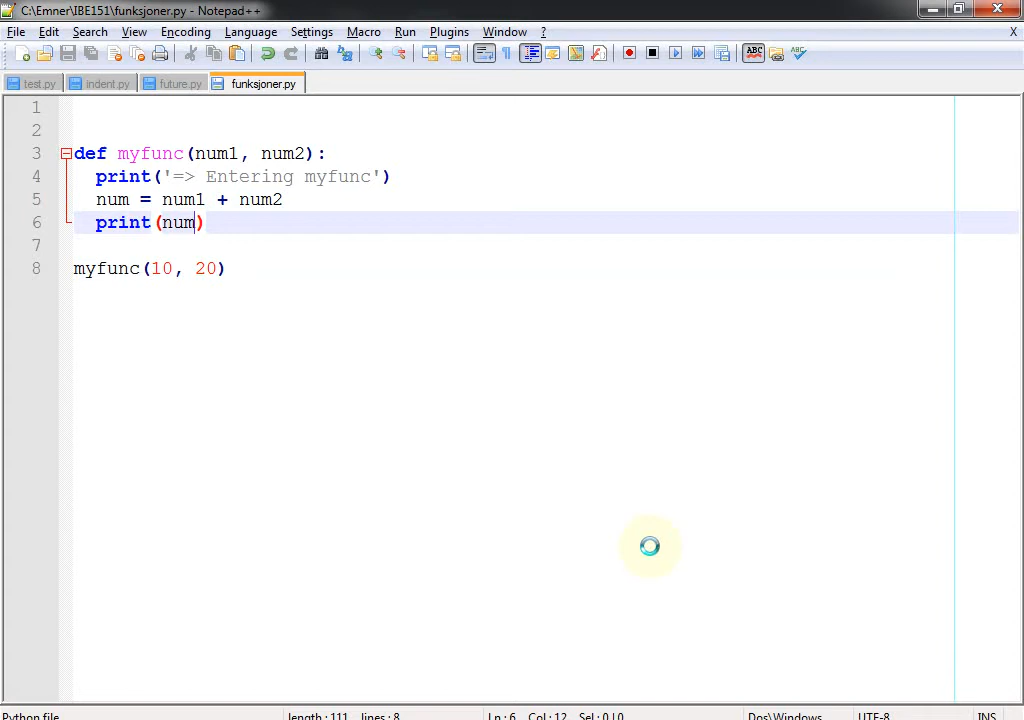 C:\Emner\IBE151\funksjoner.py - Notepad++
File Edit Search View Encoding Language Settings Macro Run Plugins Window ? X
ABC ABC
test.py indent.py future.py funksjoner.py
1
2
3 def myfunc(num1, num2):
4 print('=> Entering myfunc')
5 num = num1 + num2
6 print(num)
7
8 myfunc(10, 20)
Python file length : 111 lines : 8 Ln : 6 Col : 12 Sel : 0 | 0 Dos\Windows UTF-8 INS